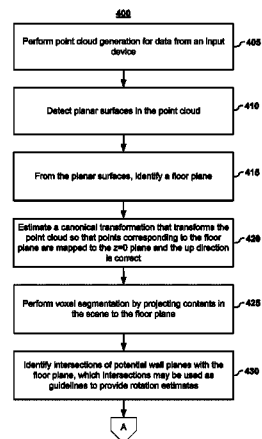 400
Perform point cloud generation for data from an input
device
405
Detect planar surfaces in the point cloud
410
From the planar surfaces, identify a floor plane
415
Estimate a canonical transformation that transforms the
point cloud so that points corresponding to the floor
plane are mapped to the z=0 plane and the up direction
is correct
420
Perform voxel segmentation by projecting contents in
the scene to the floor plane
425
Identify intersections of potential wall planes with the
floor plane, which intersections may be used as
guidelines to provide rotation estimates
430
A